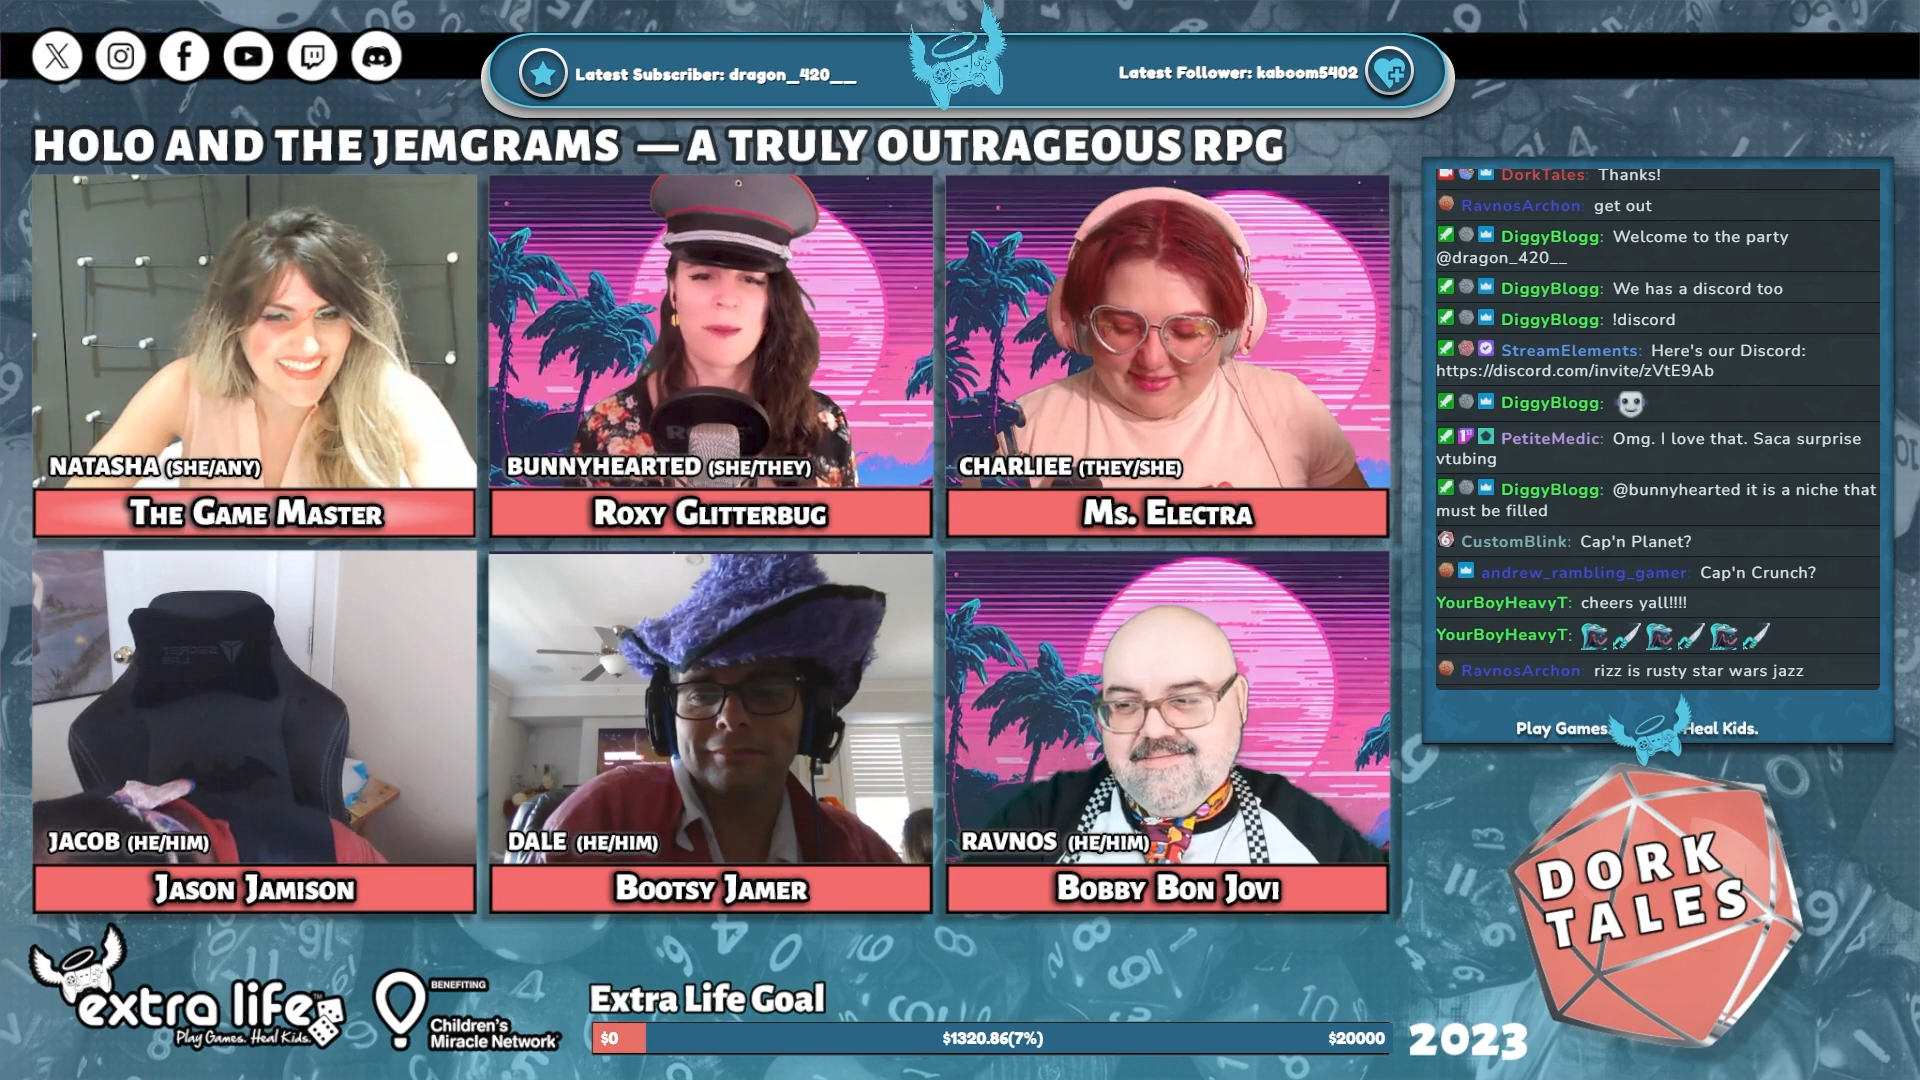 Latest Subscriber: dragon_420__
Latest Follower: kaboom5402
HOLO AND THE JEMGRAMS — A TRULY OUTRAGEOUS RPG
NATASHA (SHE/ANY)
THE GAME MASTER
BUNNYHEARTED (SHE/THEY)
ROXY GLITTERBUG
CHARLIEE (THEY/SHE)
MS. ELECTRA
JACOB (HE/HIM)
JASON JAMISON
DALE (HE/HIM)
BOOTSY JAMER
RAVNOS (HE/HIM)
BOBBY BON JOVI
DorkTales: Thanks!
RavnosArchon: get out
DiggyBlogg: Welcome to the party
@dragon_420__
DiggyBlogg: We has a discord too
DiggyBlogg: !discord
StreamElements: Here's our Discord:
https://discord.com/invite/zVtE9Ab
DiggyBlogg:
PetiteMedic: Omg. I love that. Saca surprise
vtubing
DiggyBlogg: @bunnyhearted it is a niche that
must be filled
CustomBlink: Cap'n Planet?
andrew_rambling_gamer: Cap'n Crunch?
YourBoyHeavyT: cheers yall!!!!
YourBoyHeavyT:
RavnosArchon: rizz is rusty star wars jazz
Play Games. Heal Kids.
DORK
TALES
extra life
Play Games. Heal Kids.
BENEFITING
Children's
Miracle Network
Extra Life Goal
$0 $1320.86(7%) $20000
2023